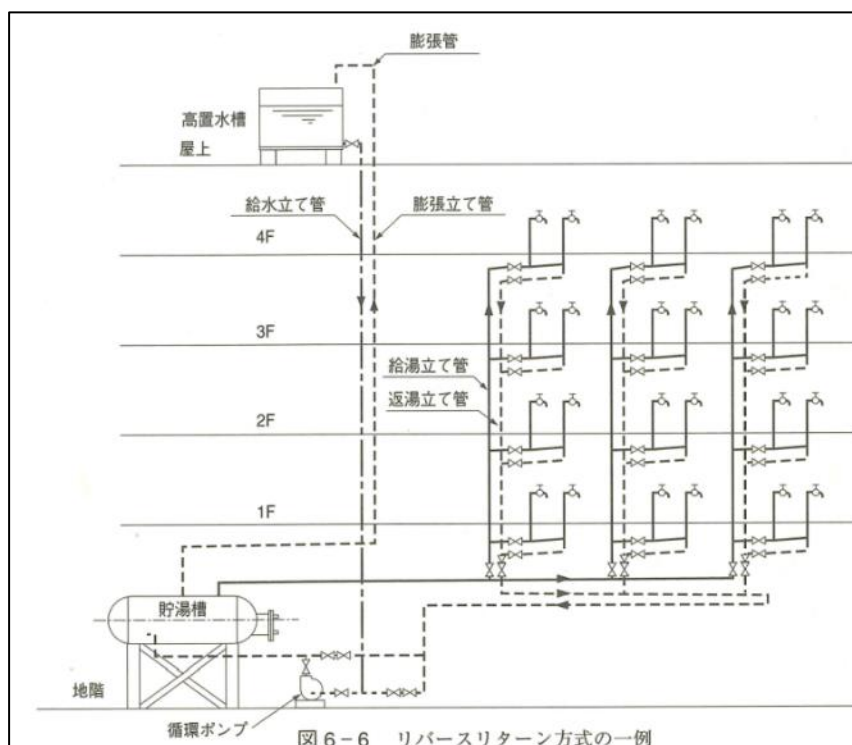 膨張管
高置水槽
屋上
給水立て管
膨張立て管
4F
3F
給湯立て管
返湯立て管
2F
1F
貯湯槽
地階
循環ポンプ
図6-6 リバースリターン方式の一例